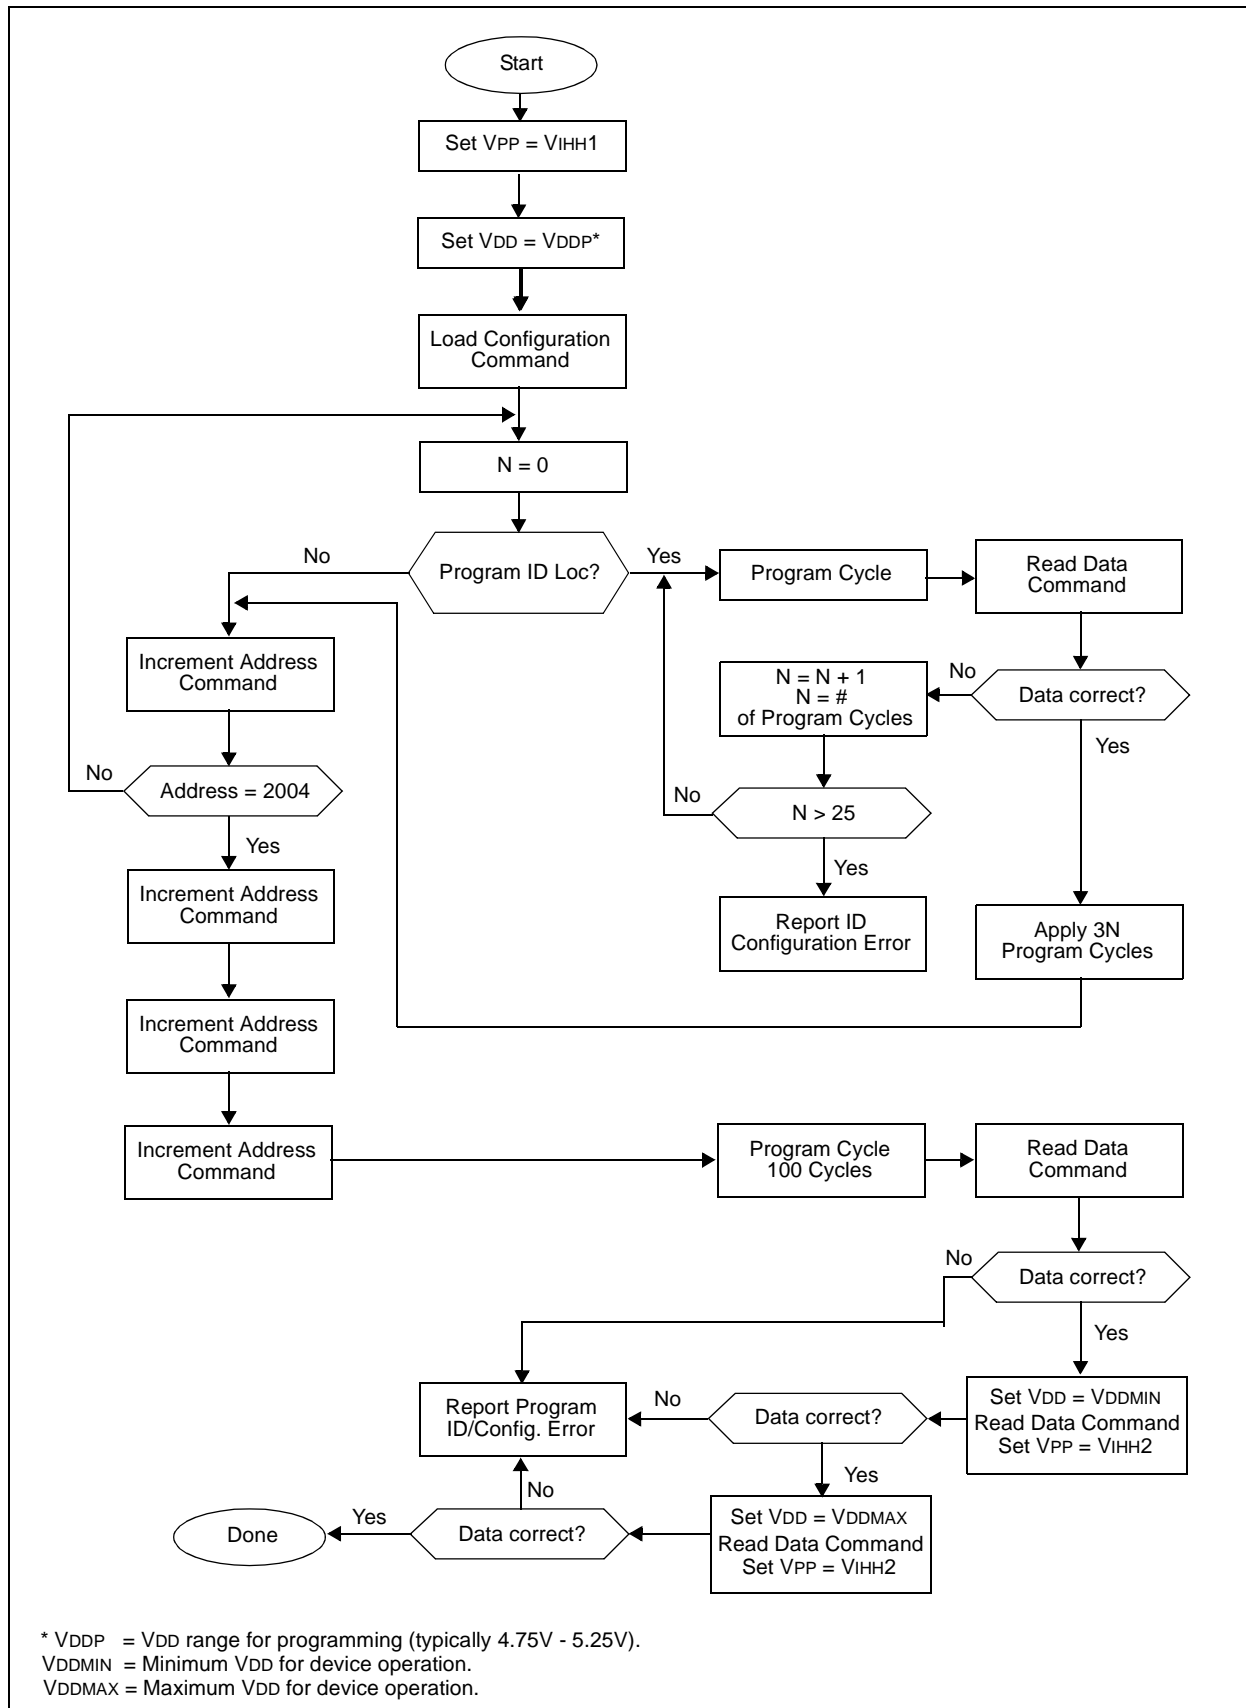 Start
Set VPP = VIHH1
Set VDD = VDDP*
Load Configuration
Command
N = 0
Program ID Loc?
No
Yes
Program Cycle
Read Data
Command
Increment Address
Command
N = N + 1
N = #
of Program Cycles
No
Data correct?
Yes
No
Address = 2004
Yes
No
N > 25
Yes
Increment Address
Command
Report ID
Configuration Error
Apply 3N
Program Cycles
Increment Address
Command
Increment Address
Command
Program Cycle
100 Cycles
Read Data
Command
No
Data correct?
Yes
Report Program
ID/Config. Error
No
Data correct?
Set VDD = VDDMIN
Read Data Command
Set VPP = VIHH2
Yes
No
Done
Yes
Data correct?
Set VDD = VDDMAX
Read Data Command
Set VPP = VIHH2
* VDDP = VDD range for programming (typically 4.75V - 5.25V).
VDDMIN = Minimum VDD for device operation.
VDDMAX = Maximum VDD for device operation.